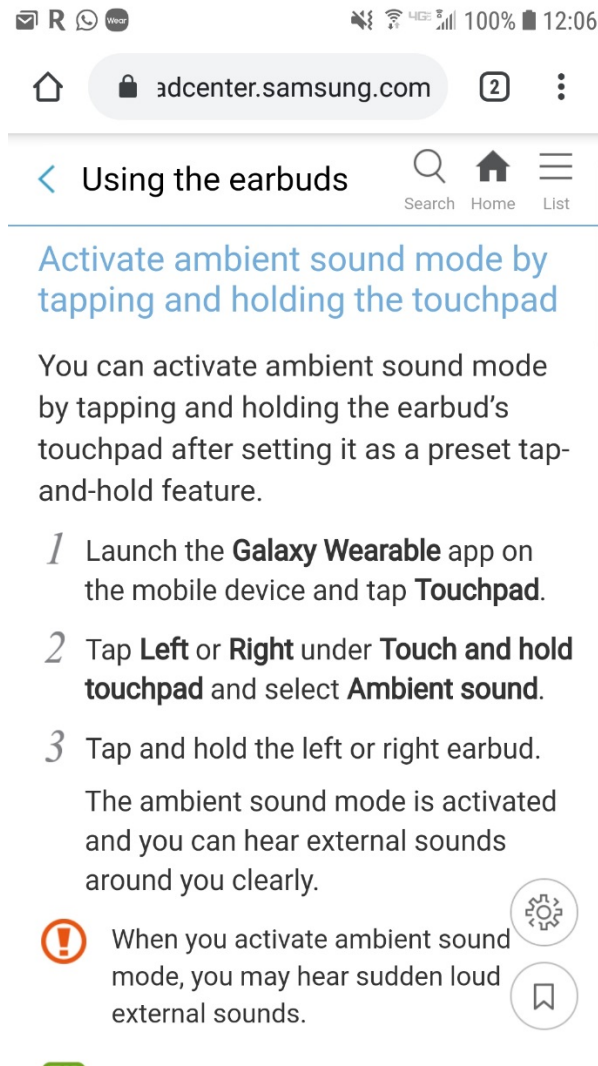 R Wear 4GE 100% 12:06
adcenter.samsung.com 2
Using the earbuds
Search Home List
Activate ambient sound mode by
tapping and holding the touchpad
You can activate ambient sound mode
by tapping and holding the earbud’s
touchpad after setting it as a preset tap-
and-hold feature.
1 Launch the Galaxy Wearable app on
the mobile device and tap Touchpad.
2 Tap Left or Right under Touch and hold
touchpad and select Ambient sound.
3 Tap and hold the left or right earbud.
The ambient sound mode is activated
and you can hear external sounds
around you clearly.
When you activate ambient sound
mode, you may hear sudden loud
external sounds.